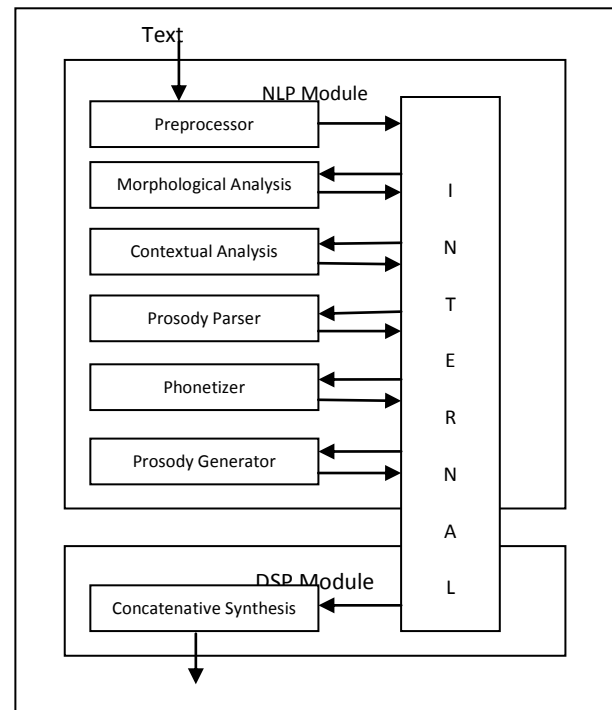 Text
NLP Module
Preprocessor
Morphological Analysis
Contextual Analysis
Prosody Parser
Phonetizer
Prosody Generator
I
N
T
E
R
N
A
L
DSP Module
Concatenative Synthesis